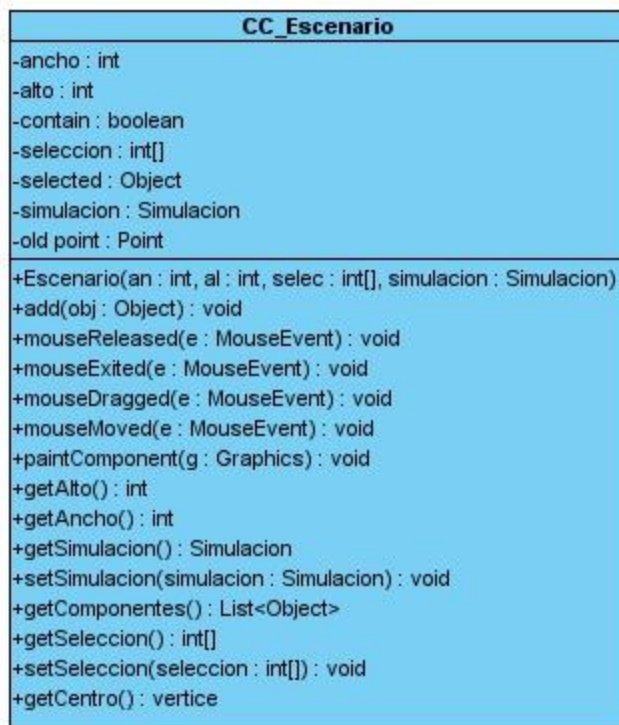 CC_Escenario
-ancho : int
-alto : int
-contain : boolean
-seleccion : int[]
-selected : Object
-simulacion : Simulacion
-old point : Point
+Escenario(an : int, al : int, selec : int[], simulacion : Simulacion)
+add(obj : Object) : void
+mouseReleased(e : MouseEvent) : void
+mouseExited(e : MouseEvent) : void
+mouseDragged(e : MouseEvent) : void
+mouseMoved(e : MouseEvent) : void
+paintComponent(g : Graphics) : void
+getAlto() : int
+getAncho() : int
+getSimulacion() : Simulacion
+setSimulacion(simulacion : Simulacion) : void
+getComponentes() : List<Object>
+getSeleccion() : int[]
+setSeleccion(seleccion : int[]) : void
+getCentro() : vertice